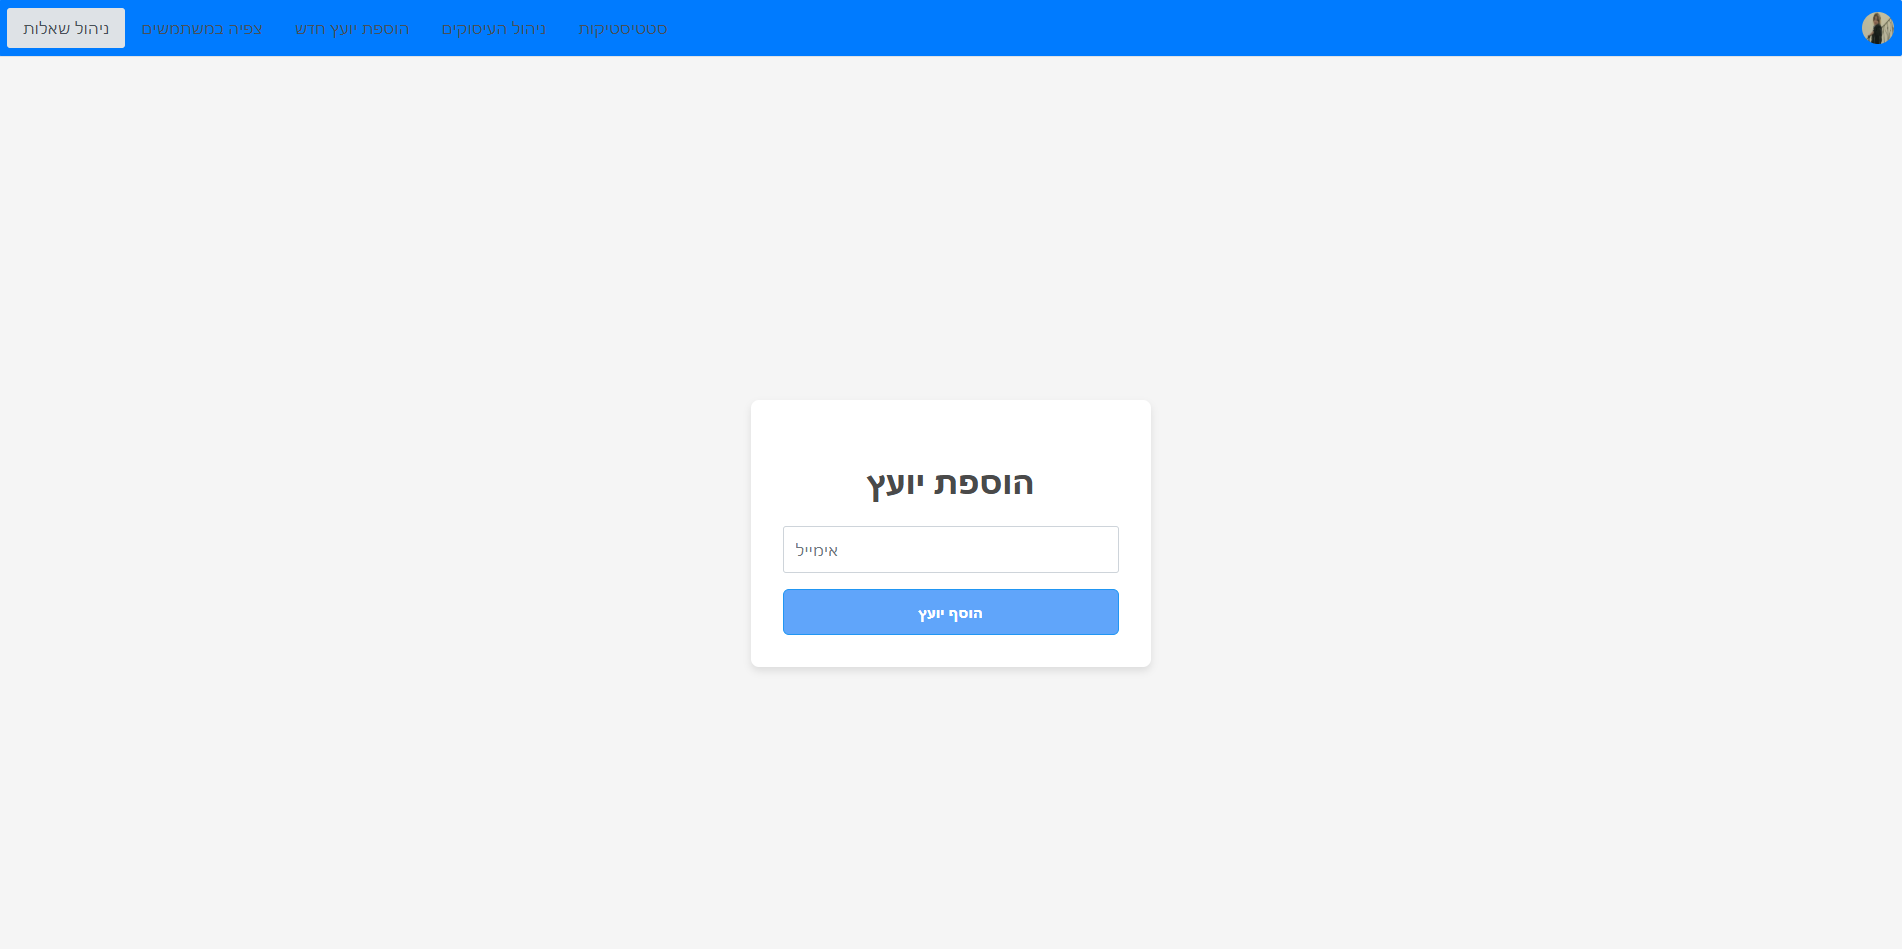 ניהול שאלות
צפיה במשתמשים
הוספת יועץ חדש
ניהול העיסוקים
סטטיסטיקות
הוספת יועץ
אימייל
הוסף יועץ